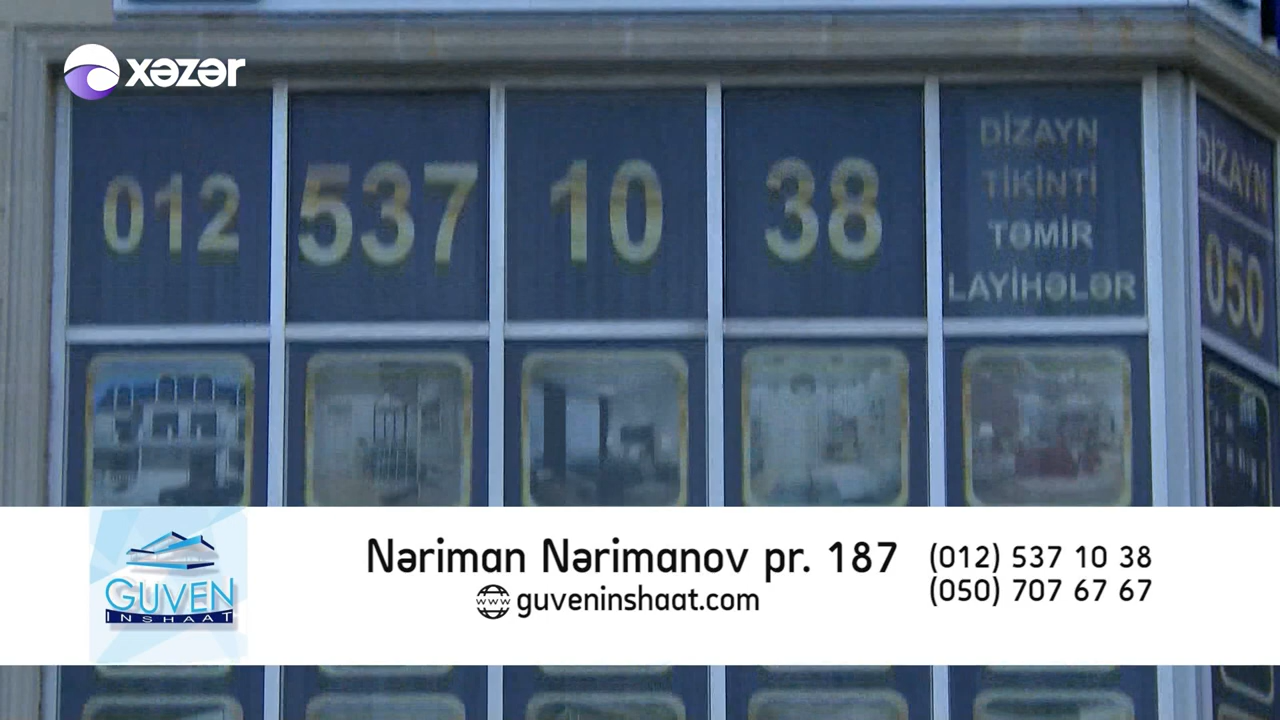 xəzər
012 537 10 38
DİZAYN
TİKİNTİ
TƏMİR
LAYİHƏLƏR
DİZAYN
050
GUVEN
INSHAAT
Nəriman Nərimanov pr. 187
www guveninshaat.com
(012) 537 10 38
(050) 707 67 67